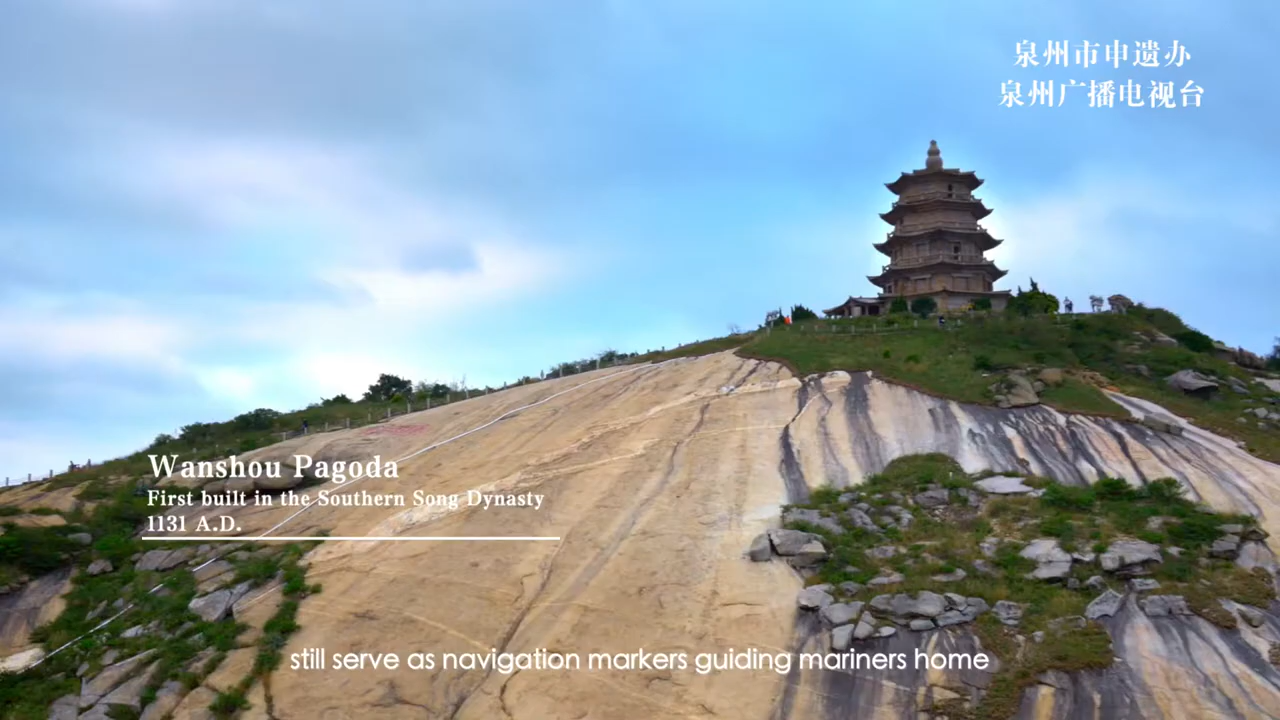 泉州市申遗办
泉州广播电视台
Wanshou Pagoda
First built in the Southern Song Dynasty
1131 A.D.
still serve as navigation markers guiding mariners home